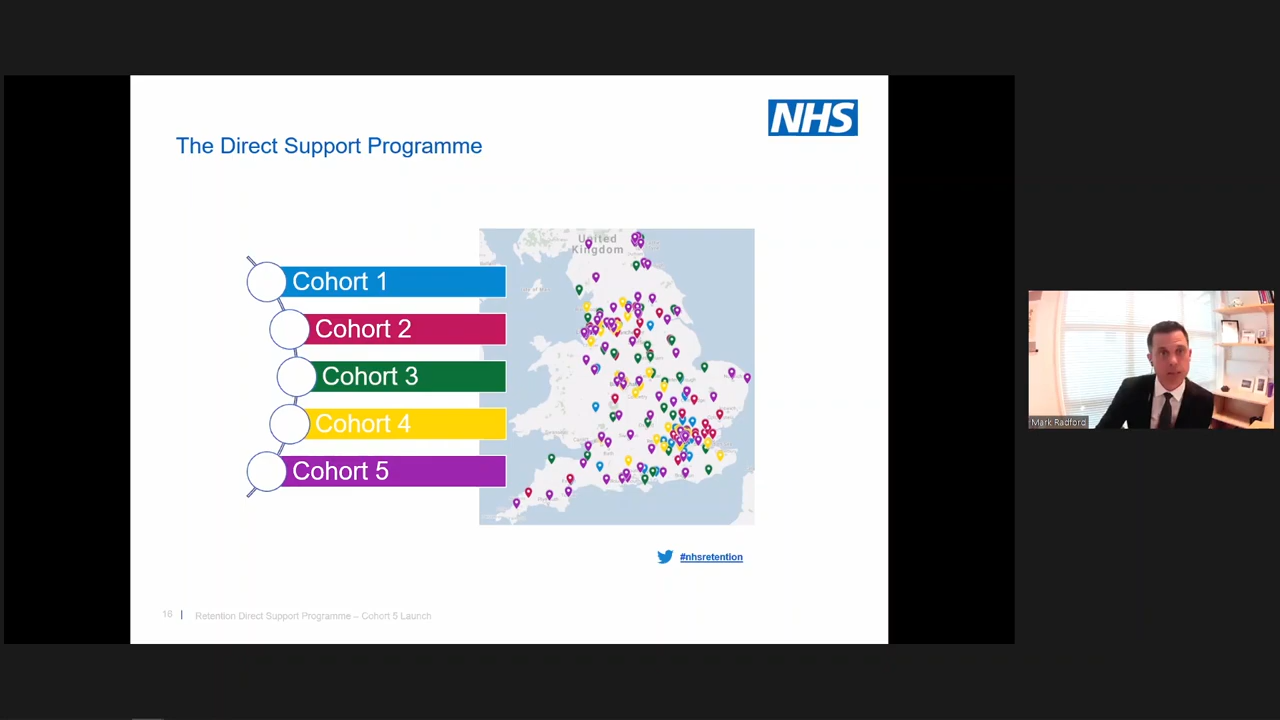 NHS
The Direct Support Programme
United
Kingdom
Cohort 1
Cohort 2
Cohort 3
Cohort 4
Cohort 5
#nhsretention
16 | Retention Direct Support Programme – Cohort 5 Launch
Mark Radford